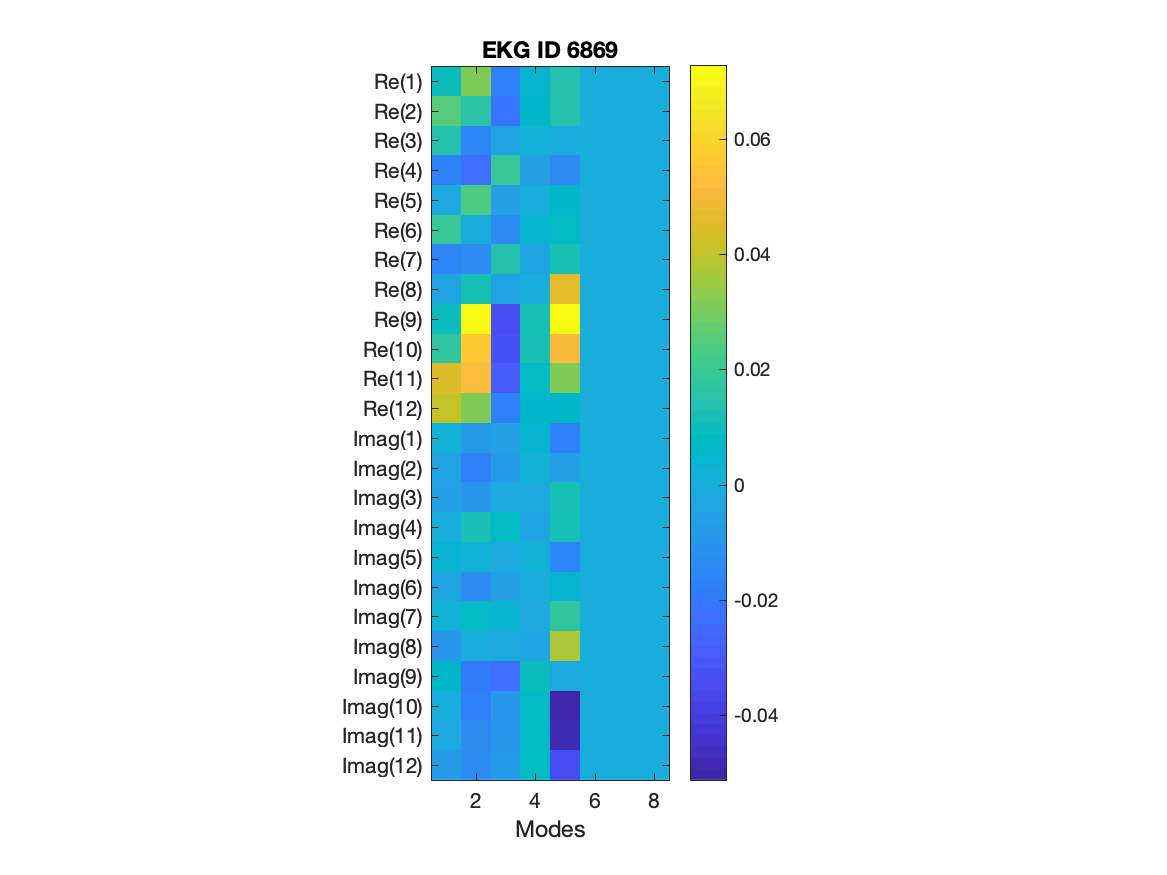 EKG ID 6869
Re(1)
Re(2)
Re(3)
Re(4)
Re(5)
Re(6)
Re(7)
Re(8)
Re(9)
Re(10)
Re(11)
Re(12)
Imag(1)
Imag(2)
Imag(3)
Imag(4)
Imag(5)
Imag(6)
Imag(7)
Imag(8)
Imag(9)
Imag(10)
Imag(11)
Imag(12)
2 4 6 8
Modes
0.06
0.04
0.02
0
-0.02
-0.04